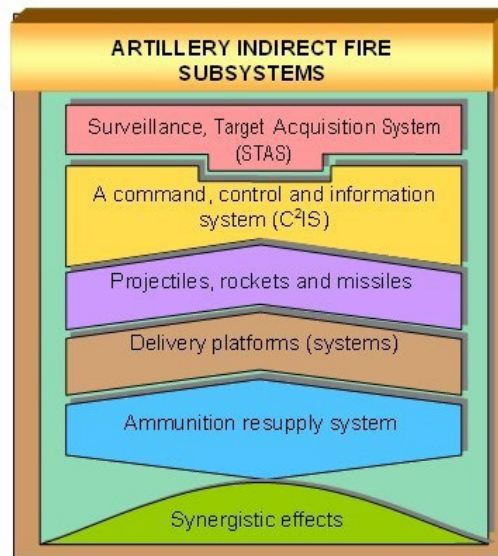 ARTILLERY INDIRECT FIRE
SUBSYSTEMS
Surveillance, Target Acquisition System
(STAS)
A command, control and information
system (C²IS)
Projectiles, rockets and missiles
Delivery platforms (systems)
Ammunition resupply system
Synergistic effects